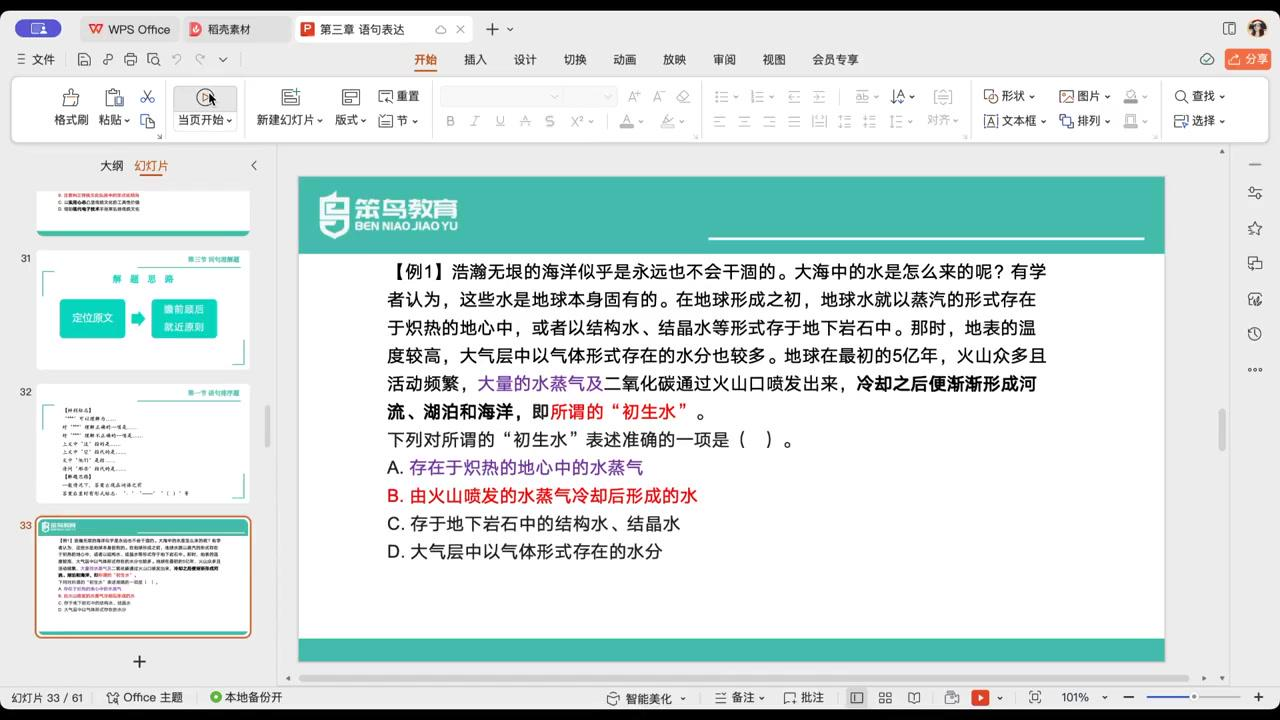 WPS Office
稻壳素材
第三章 语句表达
文件
开始
插入
设计
切换
动画
放映
审阅
视图
会员专享
分享
格式刷
粘贴
当页开始
新建幻灯片
版式
重置
节
对齐
形状
文本框
图片
排列
查找
选择
大纲
幻灯片
31
第三节 词句理解题
解 题 思 路
定位原文
瞻前顾后
就近原则
32
第一节 语句排序题
33
笨鸟教育
BEN NIAO JIAO YU
【例1】浩瀚无垠的海洋似乎是永远也不会干涸的。大海中的水是怎么来的呢？有学
者认为，这些水是地球本身固有的。在地球形成之初，地球水就以蒸汽的形式存在
于炽热的地心中，或者以结构水、结晶水等形式存于地下岩石中。那时，地表的温
度较高，大气层中以气体形式存在的水分也较多。地球在最初的5亿年，火山众多且
活动频繁，大量的水蒸气及二氧化碳通过火山口喷发出来，冷却之后便渐渐形成河
流、湖泊和海洋，即所谓的“初生水”。
下列对所谓的“初生水”表述准确的一项是（ ）。
A. 存在于炽热的地心中的水蒸气
B. 由火山喷发的水蒸气冷却后形成的水
C. 存于地下岩石中的结构水、结晶水
D. 大气层中以气体形式存在的水分
幻灯片 33 / 61
Office 主题
本地备份开
智能美化
备注
批注
101%